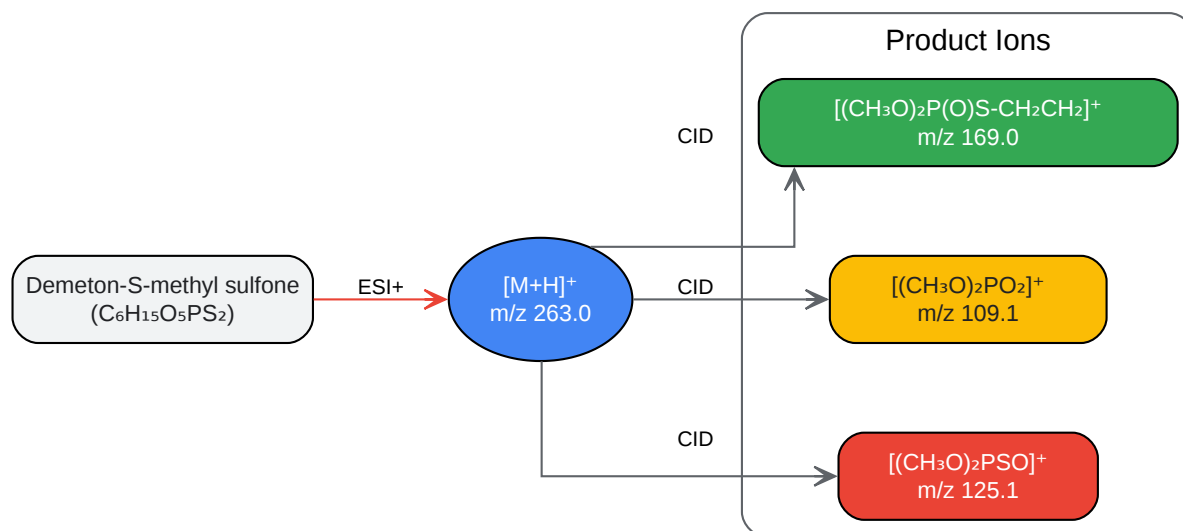 Product Ions
[(CH₃O)₂P(O)S-CH₂CH₂]⁺
m/z 169.0
CID
Demeton-S-methyl sulfone
(C₆H₁₅O₅PS₂)
ESI+
[M+H]⁺
m/z 263.0
CID
[(CH₃O)₂PO₂]⁺
m/z 109.1
CID
[(CH₃O)₂PSO]⁺
m/z 125.1